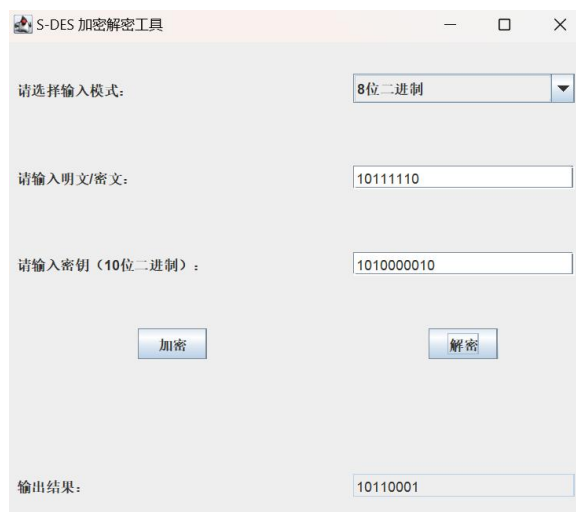 S-DES 加密解密工具
请选择输入模式：
8位二进制
请输入明文/密文：
10111110
请输入密钥（10位二进制）：
1010000010
加密
解密
输出结果：
10110001